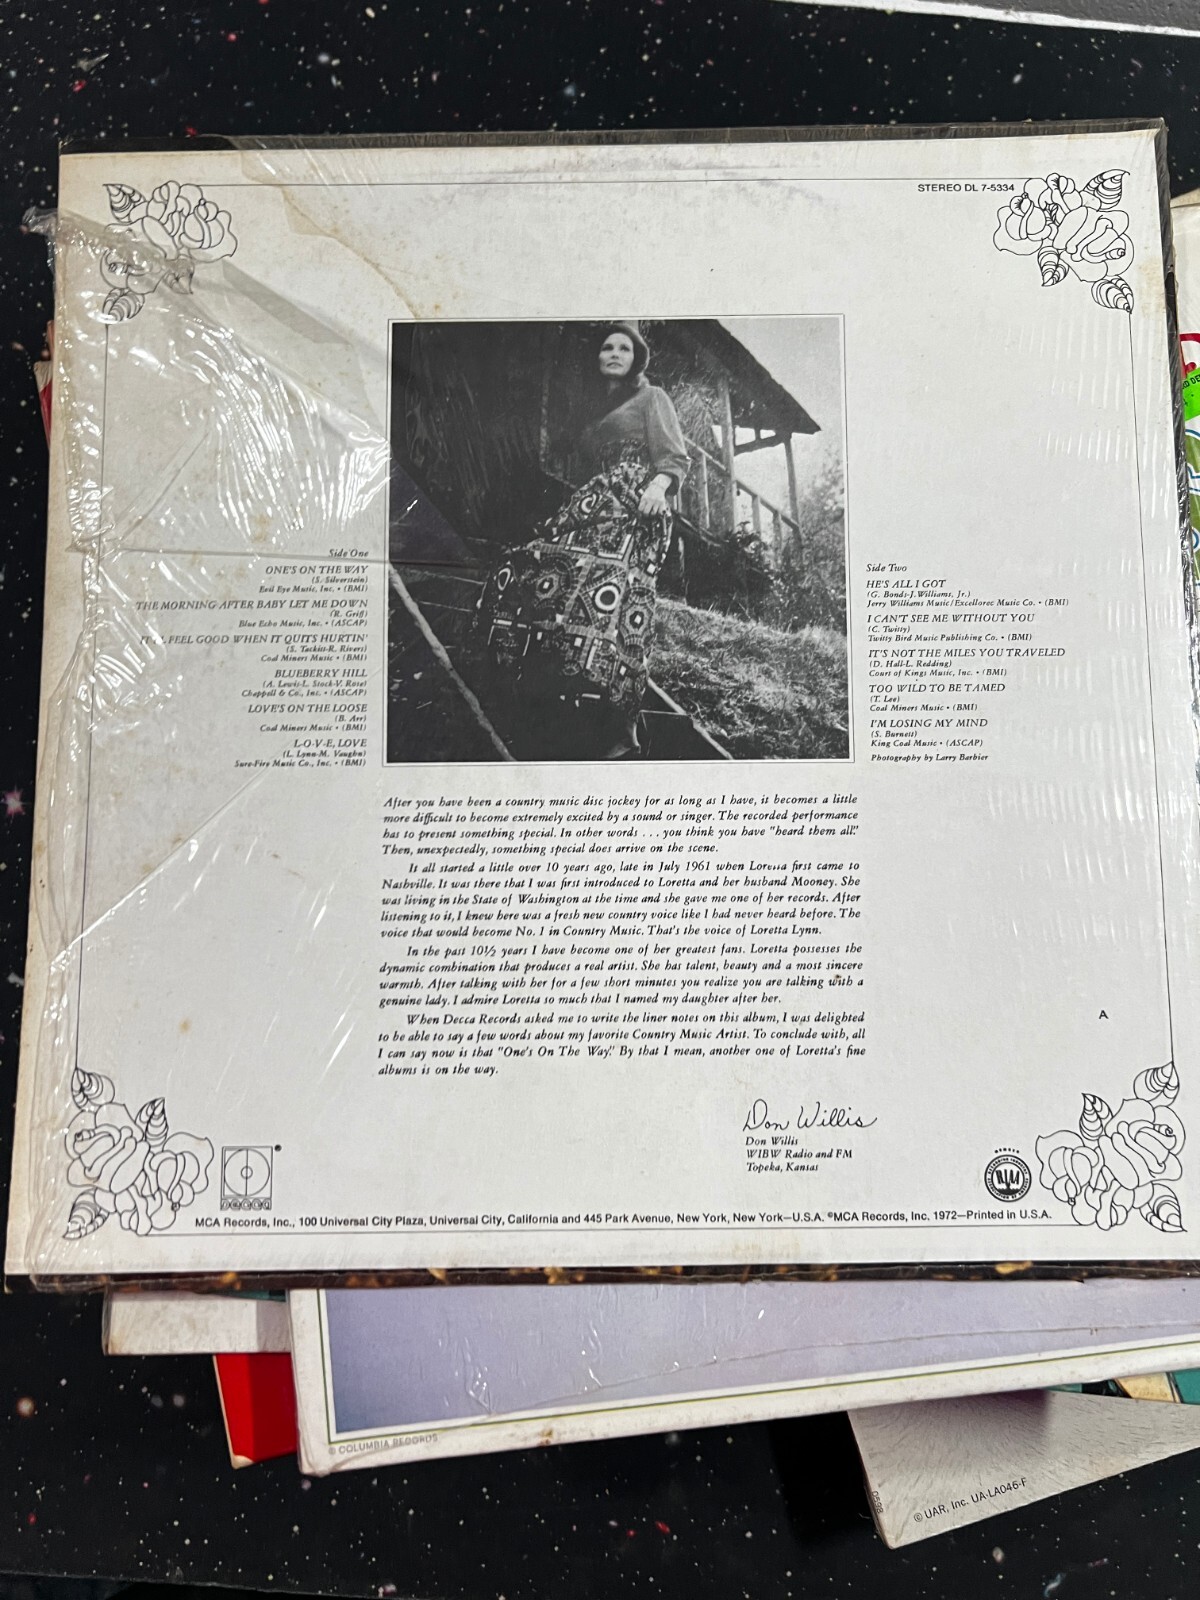 STEREO DL 7-5334
Side One
ONE'S ON THE WAY
(S. Silverstein)
Evil Eye Music, Inc. • (BMI)
THE MORNING AFTER BABY LET ME DOWN
(R. Griff)
Blue Echo Music, Inc. • (ASCAP)
FEEL GOOD WHEN IT QUITS HURTIN'
(S. Tackitt-R. Rivers)
Coal Miners Music • (BMI)
BLUEBERRY HILL
(A. Lewis-L. Stock-V. Rose)
Chappell & Co., Inc. • (ASCAP)
LOVE'S ON THE LOOSE
(B. Arr)
Coal Miners Music • (BMI)
L-O-V-E, LOVE
(L. Lynn-M. Vaughn)
Sure-Fire Music Co., Inc. • (BMI)
Side Two
HE'S ALL I GOT
(G. Bonds-J. Williams, Jr.)
Jerry Williams Music/Excellorec Music Co. • (BMI)
I CAN'T SEE ME WITHOUT YOU
(C. Twitty)
Twitty Bird Music Publishing Co. • (BMI)
IT'S NOT THE MILES YOU TRAVELED
(D. Hall-L. Redding)
Court of Kings Music, Inc. • (BMI)
TOO WILD TO BE TAMED
(T. Lee)
Coal Miners Music • (BMI)
I'M LOSING MY MIND
(S. Burnett)
King Coal Music • (ASCAP)
Photography by Larry Barbier
After you have been a country music disc jockey for as long as I have, it becomes a little
more difficult to become extremely excited by a sound or singer. The recorded performance
has to present something special. In other words . . . you think you have "heard them all."
Then, unexpectedly, something special does arrive on the scene.
It all started a little over 10 years ago, late in July 1961 when Loretta first came to
Nashville. It was there that I was first introduced to Loretta and her husband Mooney. She
was living in the State of Washington at the time and she gave me one of her records. After
listening to it, I knew here was a fresh new country voice like I had never heard before. The
voice that would become No. 1 in Country Music. That's the voice of Loretta Lynn.
In the past 10½ years I have become one of her greatest fans. Loretta possesses the
dynamic combination that produces a real artist. She has talent, beauty and a most sincere
warmth. After talking with her for a few short minutes you realize you are talking with a
genuine lady. I admire Loretta so much that I named my daughter after her.
When Decca Records asked me to write the liner notes on this album, I was delighted
to be able to say a few words about my favorite Country Music Artist. To conclude with, all
I can say now is that "One's On The Way." By that I mean, another one of Loretta's fine
albums is on the way.
A
Don Willis
Don Willis
WIBW Radio and FM
Topeka, Kansas
DECCA
MCA Records, Inc., 100 Universal City Plaza, Universal City, California and 445 Park Avenue, New York, New York—U.S.A. ©MCA Records, Inc. 1972—Printed in U.S.A.
© COLUMBIA RECORDS
© UAR, Inc. UA-LA046-F